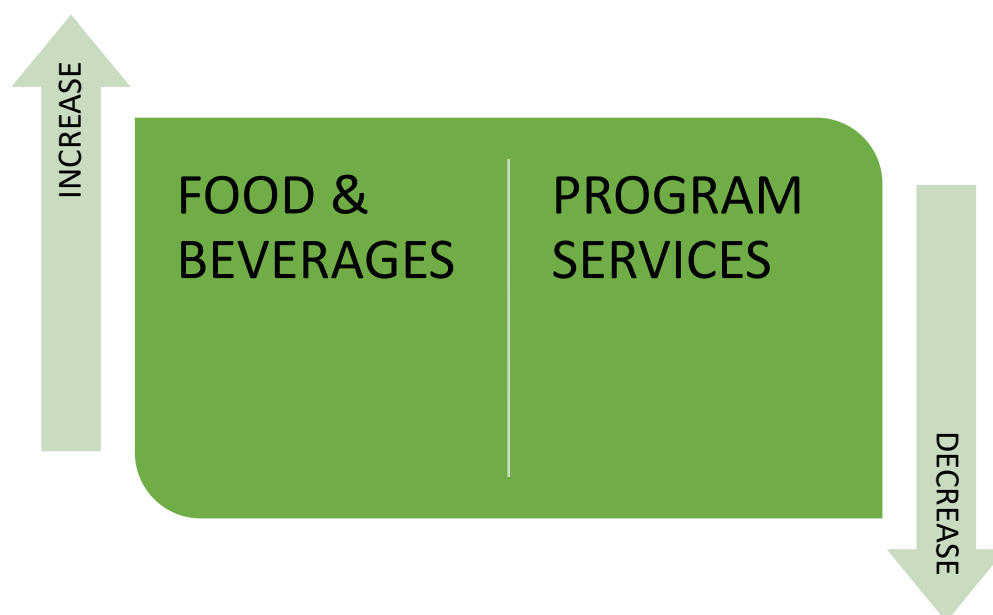 INCREASE
FOOD &
BEVERAGES
PROGRAM
SERVICES
DECREASE